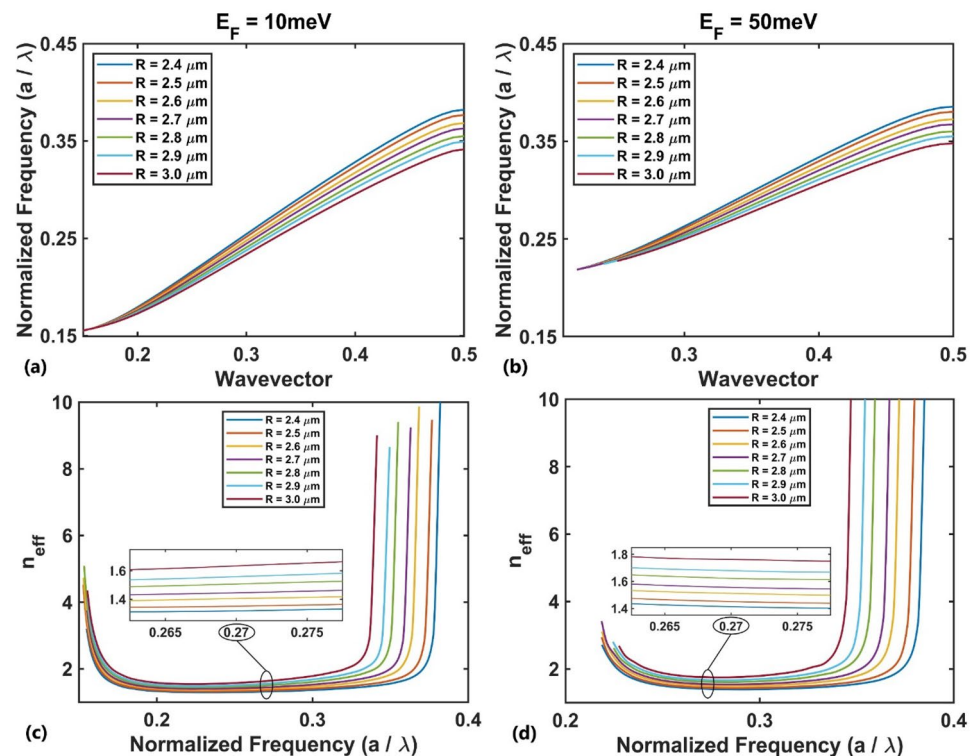 E_F = 10meV
Normalized Frequency (a / λ)
0.45
0.35
0.25
0.15
R = 2.4 μm
R = 2.5 μm
R = 2.6 μm
R = 2.7 μm
R = 2.8 μm
R = 2.9 μm
R = 3.0 μm
0.2 0.3 0.4 0.5
(a) Wavevector
E_F = 50meV
Normalized Frequency (a / λ)
0.45
0.35
0.25
0.15
R = 2.4 μm
R = 2.5 μm
R = 2.6 μm
R = 2.7 μm
R = 2.8 μm
R = 2.9 μm
R = 3.0 μm
0.3 0.4 0.5
(b) Wavevector
n_eff
10
8
6
4
2
R = 2.4 μm
R = 2.5 μm
R = 2.6 μm
R = 2.7 μm
R = 2.8 μm
R = 2.9 μm
R = 3.0 μm
1.6
1.4
0.265 0.27 0.275
0.2 0.3 0.4
(c) Normalized Frequency (a / λ)
n_eff
10
8
6
4
2
R = 2.4 μm
R = 2.5 μm
R = 2.6 μm
R = 2.7 μm
R = 2.8 μm
R = 2.9 μm
R = 3.0 μm
1.8
1.6
1.4
0.265 0.27 0.275
0.2 0.3 0.4
(d) Normalized Frequency (a / λ)